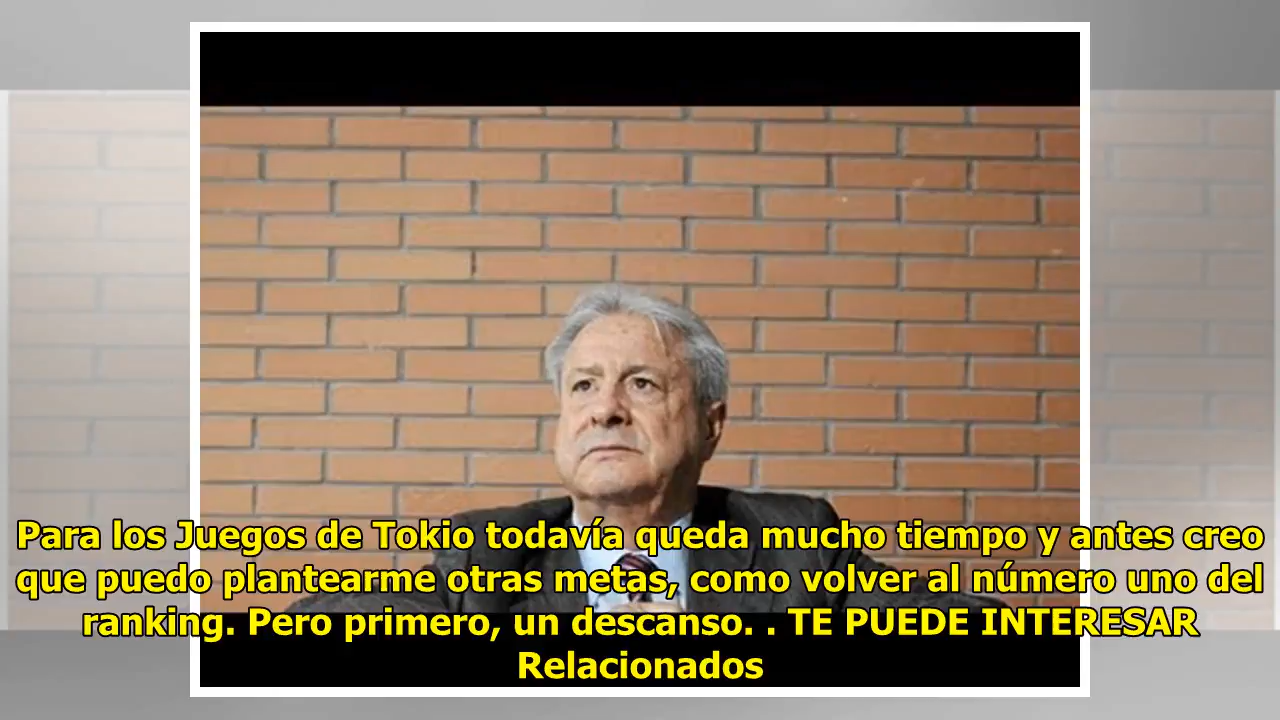 Para los Juegos de Tokio todavía queda mucho tiempo y antes creo
que puedo plantearme otras metas, como volver al número uno del
ranking. Pero primero, un descanso. . TE PUEDE INTERESAR
Relacionados